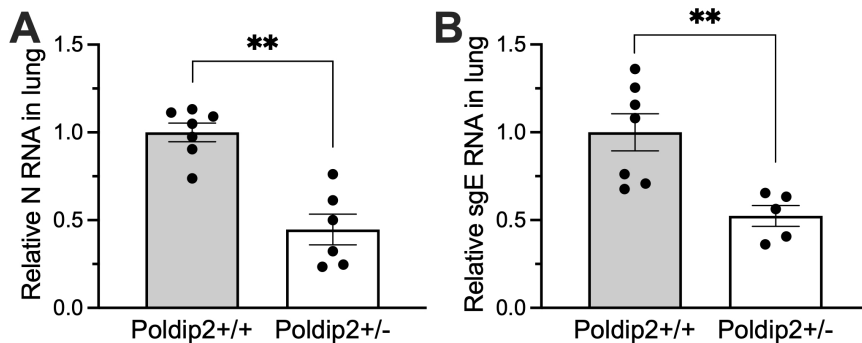 A
Relative N RNA in lung
1.5
1.0
0.5
0.0
**
Poldip2+/+ Poldip2+/-
B
Relative sgE RNA in lung
1.5
1.0
0.5
0.0
**
Poldip2+/+ Poldip2+/-